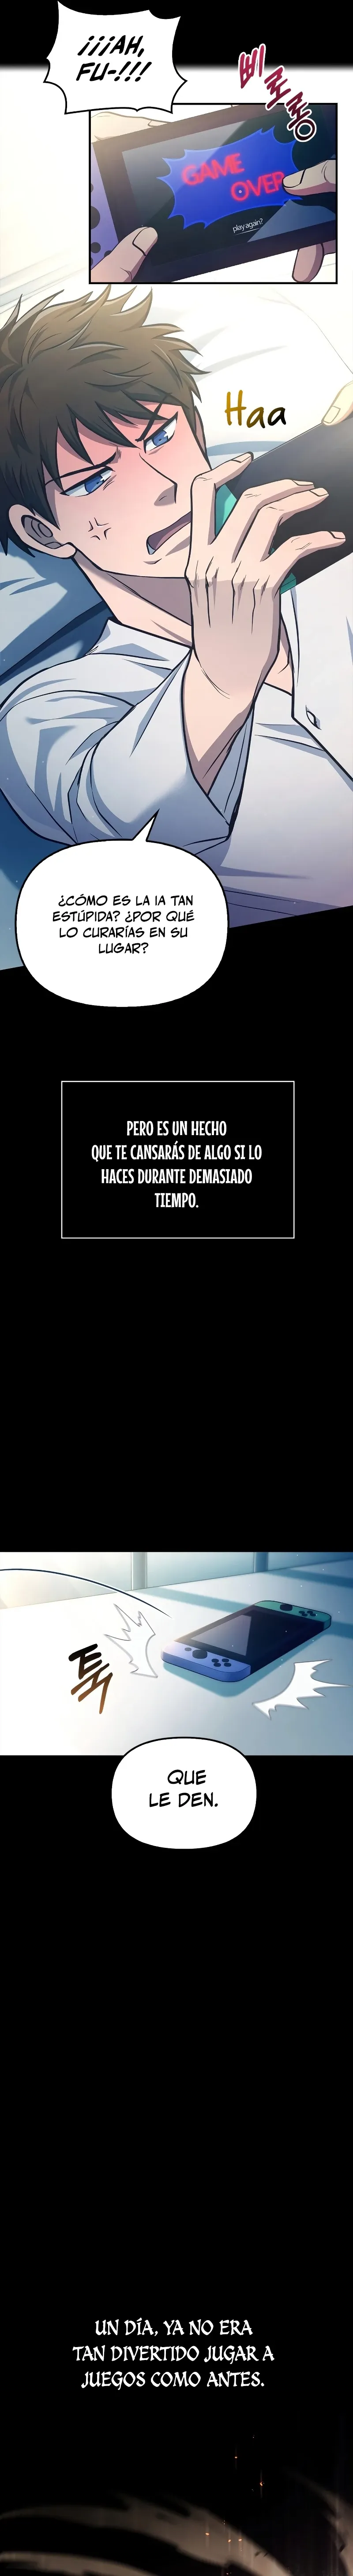 ¡¡¡AH,
FU-!!!
삐로롱
GAME
OVER
play again?
Haa
¿CÓMO ES LA IA TAN
ESTÚPIDA? ¿POR QUÉ
LO CURARÍAS EN SU
LUGAR?
PERO ES UN HECHO
QUE TE CANSARÁS DE ALGO SI LO
HACES DURANTE DEMASIADO
TIEMPO.
툭
QUE
LE DEN.
UN DÍA, YA NO ERA
TAN DIVERTIDO JUGAR A
JUEGOS COMO ANTES.